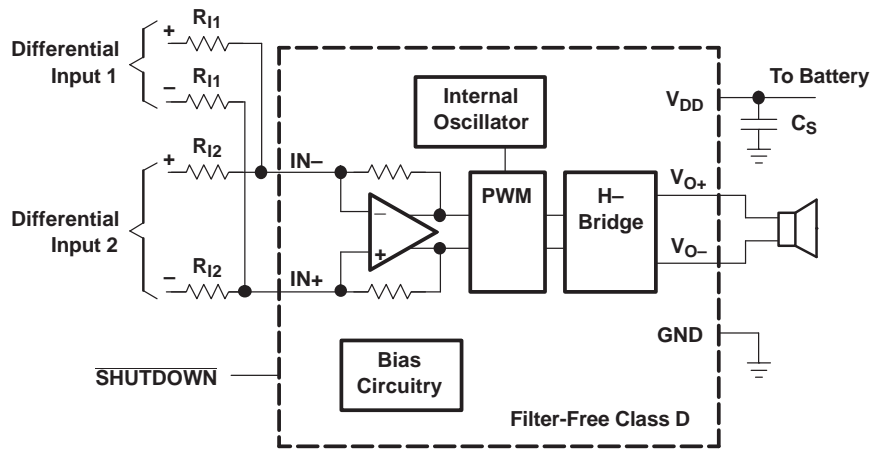 Differential
Input 1
+
R_I1
−
R_I1
Differential
Input 2
+
R_I2
−
R_I2
IN−
IN+
−
+
Internal
Oscillator
PWM
H−
Bridge
Bias
Circuitry
SHUTDOWN
V_DD
To Battery
C_S
V_O+
V_O−
GND
Filter-Free Class D